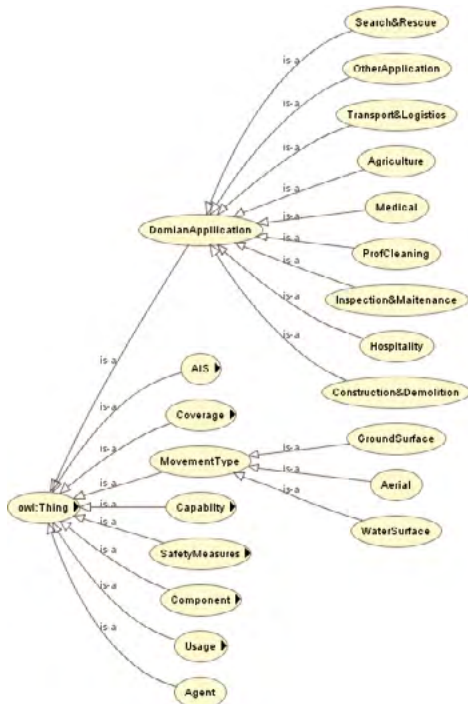 Search&Rescue
is-a
OtherApplication
is-a
Transport&Logistics
is-a
Agriculture
is-a
Medical
is-a
DomianAppilication
is-a
ProfCleaning
is-a
Inspection&Maitenance
is-a
Hospitality
is-a
Construction&Demolition
is-a
is-a
AIS
is-a
Coverage
is-a
GroundSurface
is-a
MovementType
is-a
Aerial
is-a
is-a
WaterSurface
owl:Thing
is-a
Capablity
is-a
SafetyMeasures
is-a
Component
is-a
Usage
is-a
Agent